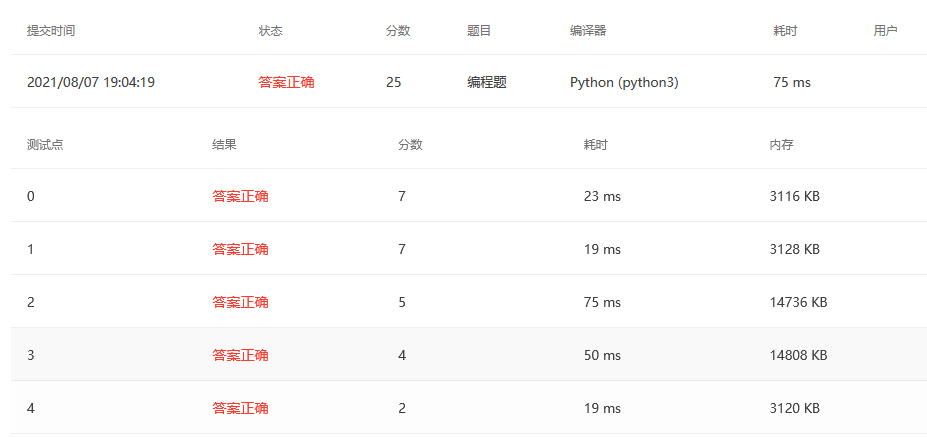 提交时间 状态 分数 题目 编译器 耗时 用户
2021/08/07 19:04:19 答案正确 25 编程题 Python (python3) 75 ms
测试点 结果 分数 耗时 内存
0 答案正确 7 23 ms 3116 KB
1 答案正确 7 19 ms 3128 KB
2 答案正确 5 75 ms 14736 KB
3 答案正确 4 50 ms 14808 KB
4 答案正确 2 19 ms 3120 KB